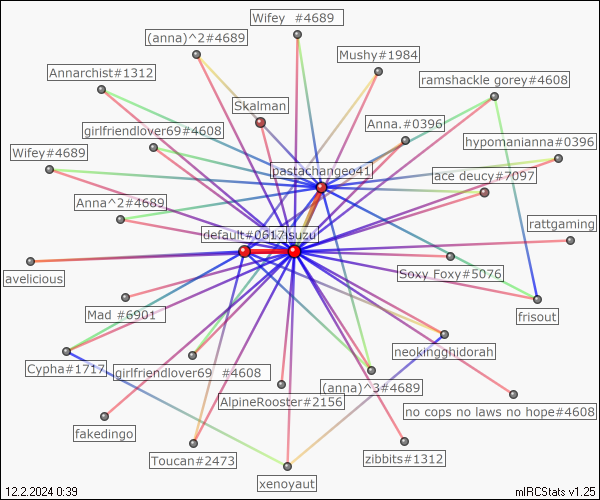 Wifey  #4689
(anna)^2#4689
Mushy#1984
Annarchist#1312
ramshackle gorey#4608
Skalman
Anna.#0396
girlfriendlover69#4608
hypomanianna#0396
Wifey#4689
pastachangeo41
ace deucy#7097
Anna^2#4689
rattgaming
default#0617
isuzu
avelicious
Soxy Foxy#5076
Mad #6901
frisout
neokingghidorah
Cypha#1717
girlfriendlover69  #4608
(anna)^3#4689
AlpineRooster#2156
no cops no laws no hope#4608
fakedingo
Toucan#2473
zibbits#1312
xenoyaut
12.2.2024 0:39
mIRCStats v1.25